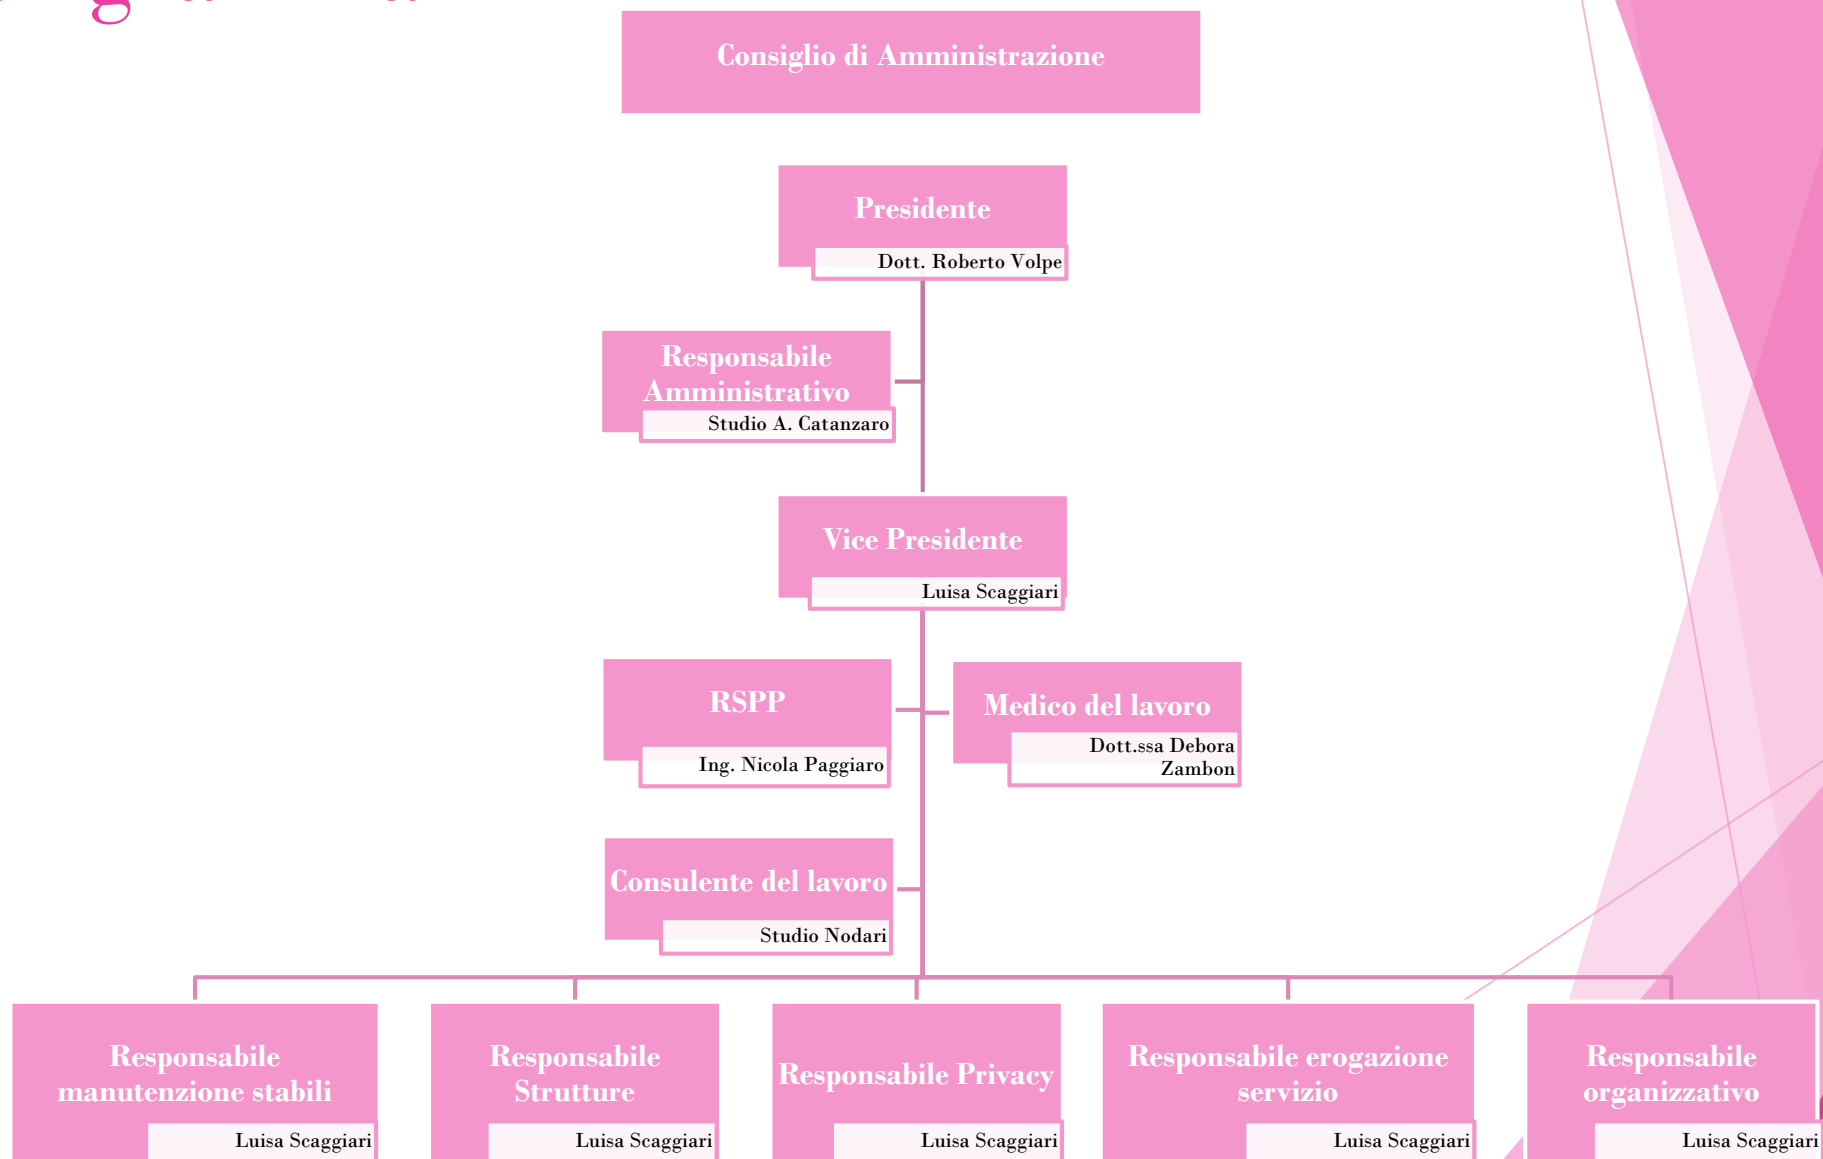 Consiglio di Amministrazione
Presidente
Dott. Roberto Volpe
Responsabile
Amministrativo
Studio A. Catanzaro
Vice Presidente
Luisa Scaggiari
RSPP
Ing. Nicola Paggiaro
Medico del lavoro
Dott.ssa Debora
Zambon
Consulente del lavoro
Studio Nodari
Responsabile
manutenzione stabili
Luisa Scaggiari
Responsabile
Strutture
Luisa Scaggiari
Responsabile Privacy
Luisa Scaggiari
Responsabile erogazione
servizio
Luisa Scaggiari
Responsabile
organizzativo
Luisa Scaggiari